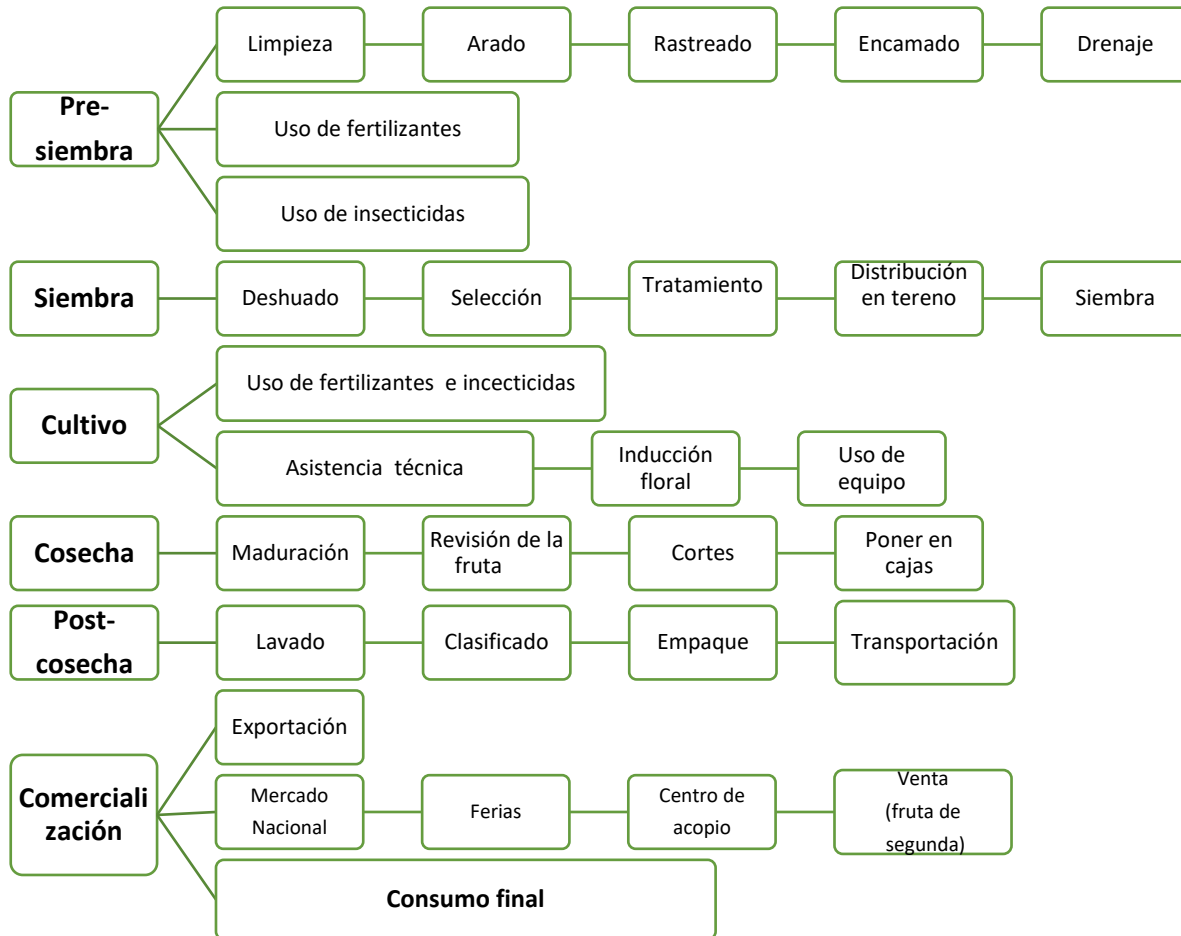 Limpieza
Arado
Rastreado
Encamado
Drenaje
Pre-
siembra
Uso de fertilizantes
Uso de insecticidas
Siembra
Deshuado
Selección
Tratamiento
Distribución
en tereno
Siembra
Cultivo
Uso de fertilizantes e incecticidas
Asistencia técnica
Inducción
floral
Uso de
equipo
Cosecha
Maduración
Revisión de la
fruta
Cortes
Poner en
cajas
Post-
cosecha
Lavado
Clasificado
Empaque
Transportación
Comerciali
zación
Exportación
Mercado
Nacional
Ferias
Centro de
acopio
Venta
(fruta de
segunda)
Consumo final